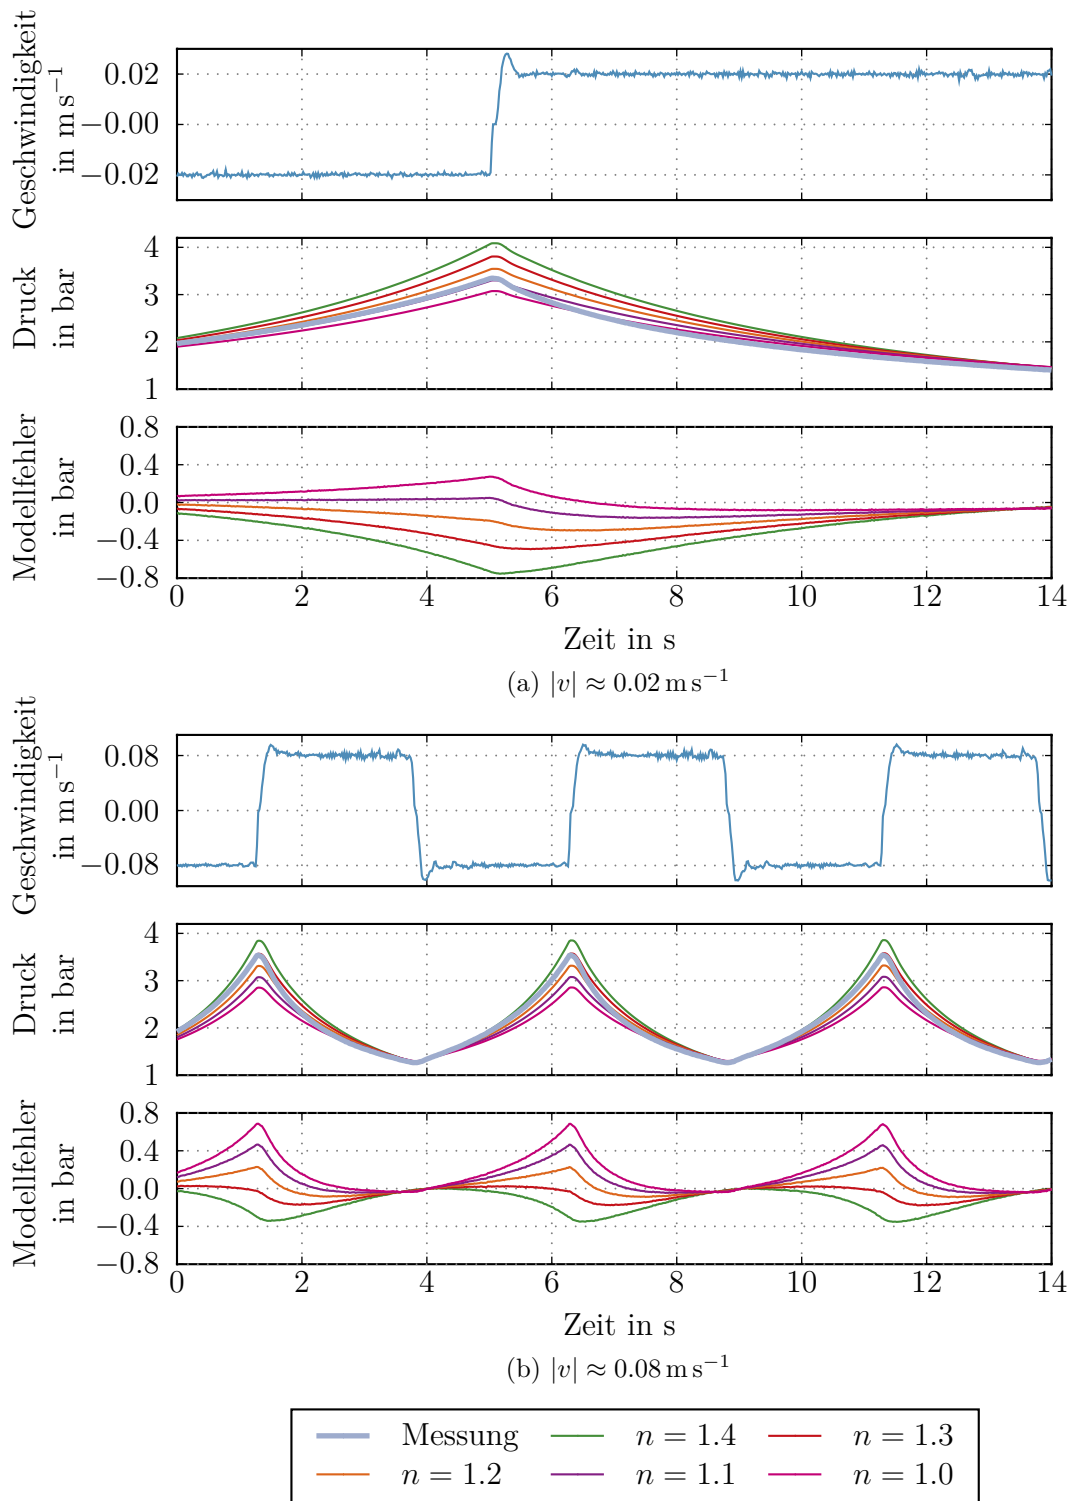 Geschwindigkeit
in m s⁻¹
0.02
−0.00
−0.02
Druck
in bar
4
3
2
1
Modellfehler
in bar
0.8
0.4
0.0
−0.4
−0.8
0 2 4 6 8 10 12 14
Zeit in s
(a) |v| ≈ 0.02 m s⁻¹
Geschwindigkeit
in m s⁻¹
0.08
0.00
−0.08
Druck
in bar
4
3
2
1
Modellfehler
in bar
0.8
0.4
0.0
−0.4
−0.8
0 2 4 6 8 10 12 14
Zeit in s
(b) |v| ≈ 0.08 m s⁻¹
Messung n = 1.4 n = 1.3
n = 1.2 n = 1.1 n = 1.0